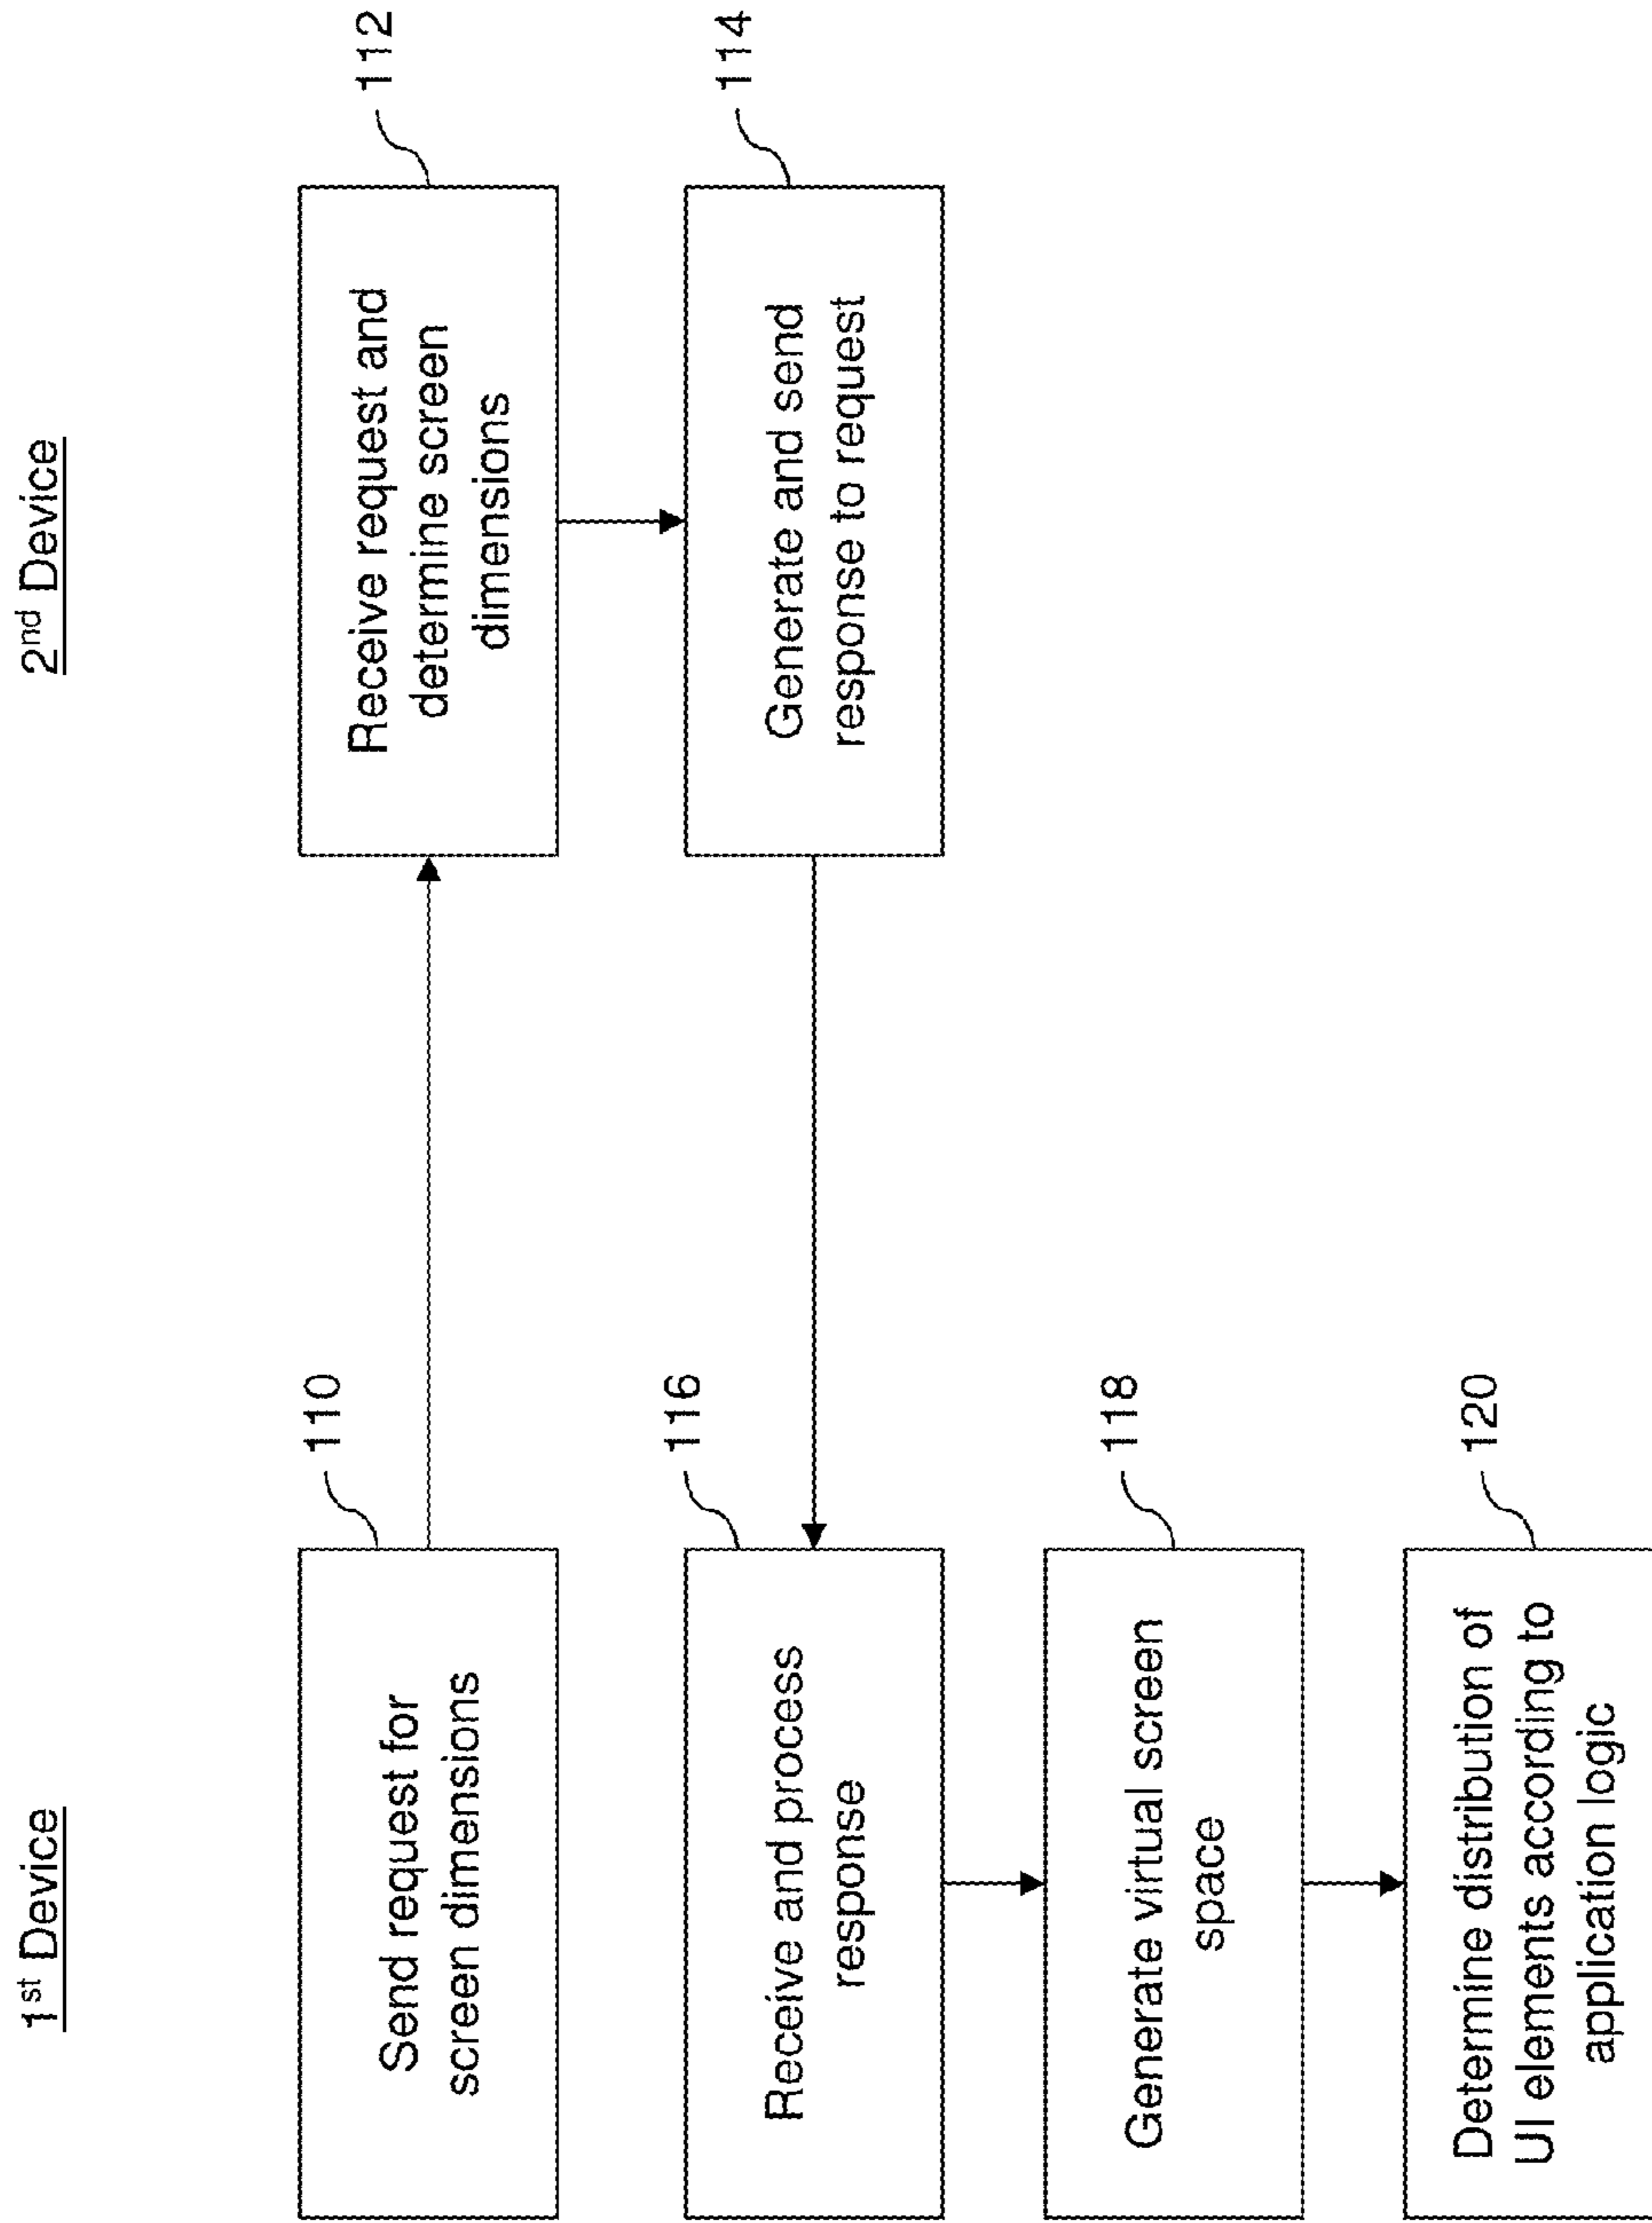 1st Device
2nd Device
110
Send request for
screen dimensions
112
Receive request and
determine screen
dimensions
114
Generate and send
response to request
116
Receive and process
response
118
Generate virtual screen
space
120
Determine distribution of
UI elements according to
application logic